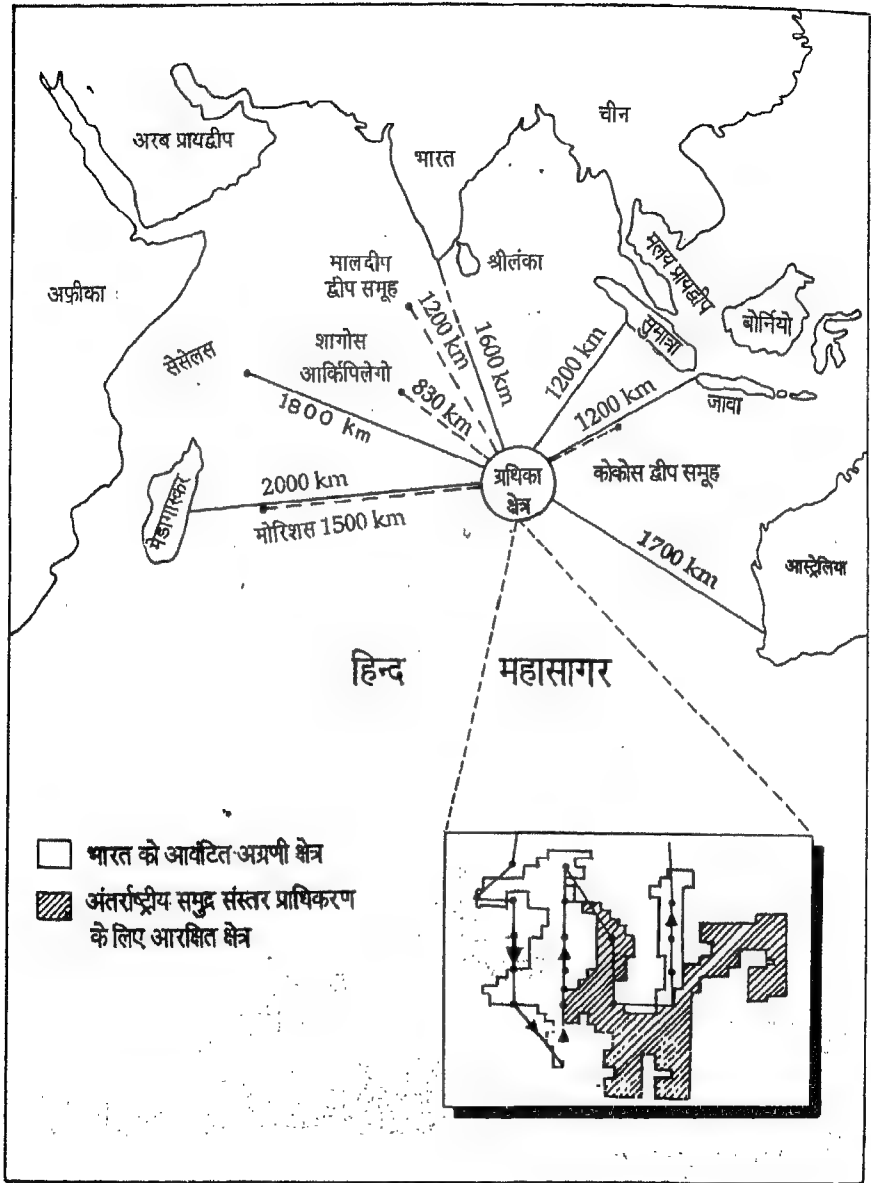 चीन
अरब प्रायद्वीप
भारत
मालदीप
द्वीप समूह
श्रीलंका
मलय प्रायद्वीप
अफ़्रीका
1200 km
1600 km
सुमात्रा
बोर्नियो
शागोस
आर्किपिलेगो
सेसेलस
1200 km
830 km
1800 km
1200 km
जावा
ग्रथिका
क्षेत्र
कोकोस द्वीप समूह
मेडागास्कर
2000 km
मोरिशस 1500 km
1700 km
आस्ट्रेलिया
हिन्द महासागर
भारत को आवंटित अग्रणी क्षेत्र
अंतर्राष्ट्रीय समुद्र संस्तर प्राधिकरण
के लिए आरक्षित क्षेत्र